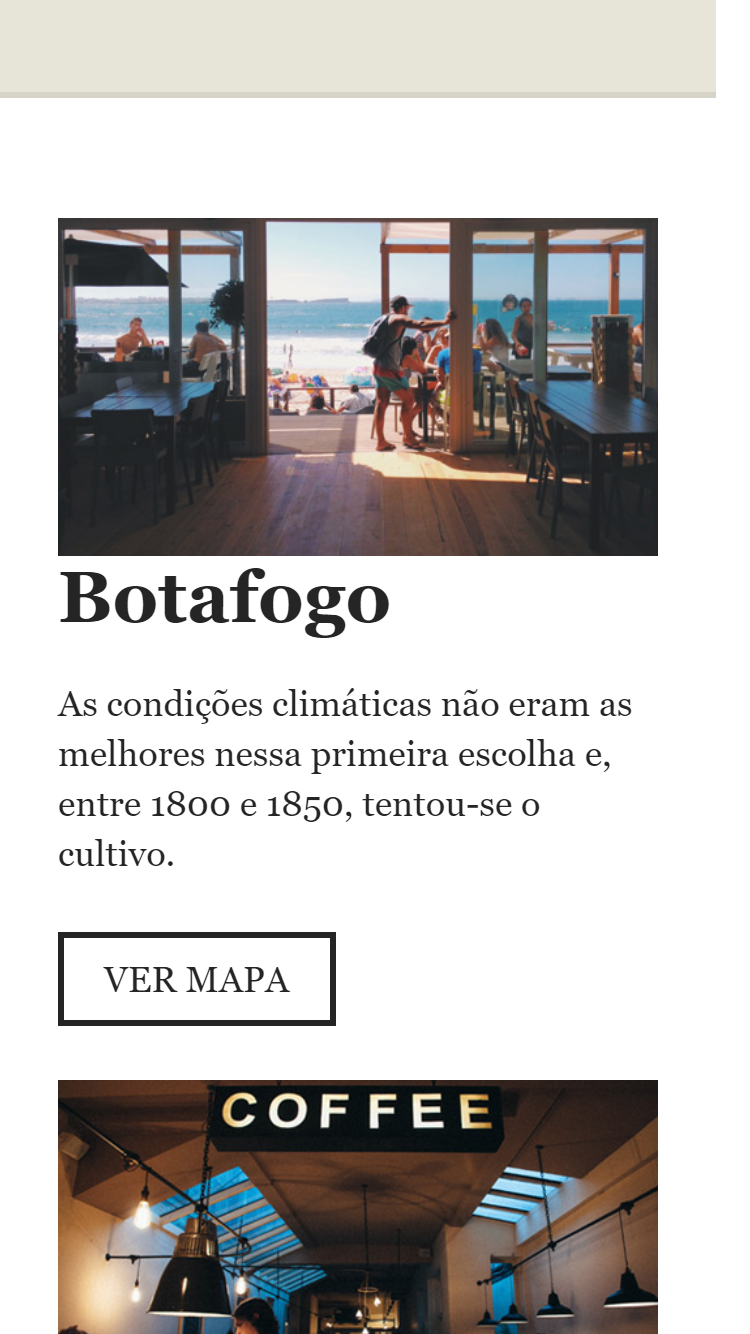 Botafogo
As condições climáticas não eram as
melhores nessa primeira escolha e,
entre 1800 e 1850, tentou-se o
cultivo.
VER MAPA
COFFEE